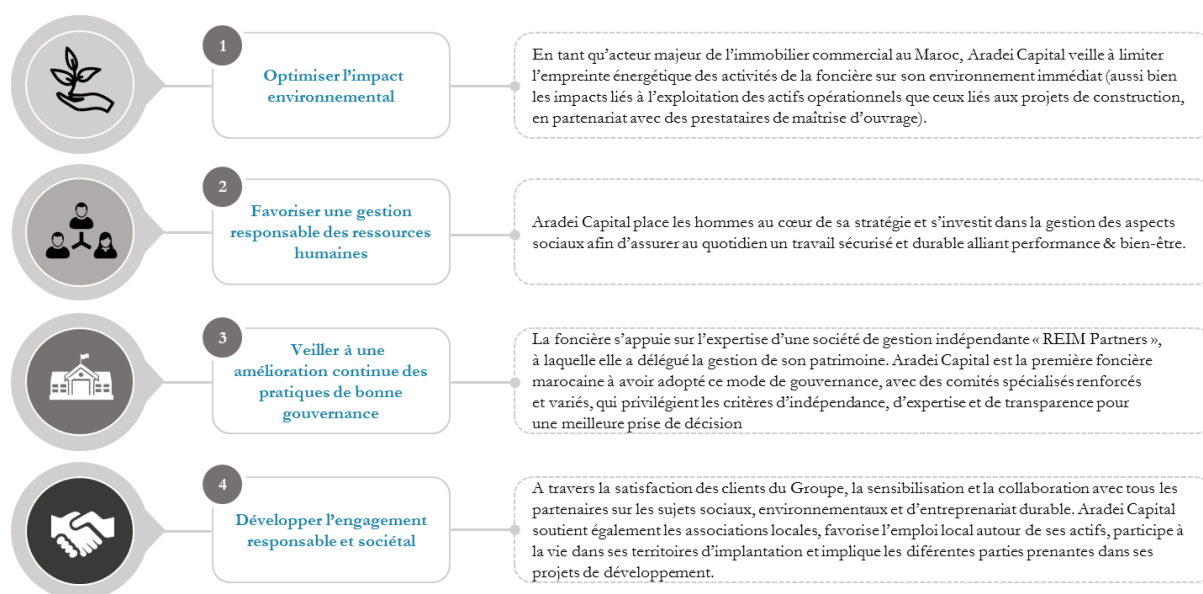 1
Optimiser l'impact
environnemental
En tant qu'acteur majeur de l'immobilier commercial au Maroc, Aradei Capital veille à limiter
l'empreinte énergétique des activités de la foncière sur son environnement immédiat (aussi bien
les impacts liés à l'exploitation des actifs opérationnels que ceux liés aux projets de construction,
en partenariat avec des prestataires de maîtrise d'ouvrage).
2
Favoriser une gestion
responsable des ressources
humaines
Aradei Capital place les hommes au cœur de sa stratégie et s'investit dans la gestion des aspects
sociaux afin d'assurer au quotidien un travail sécurisé et durable alliant performance & bien-être.
3
Veiller à une
amélioration continue des
pratiques de bonne
gouvernance
La foncière s'appuie sur l'expertise d'une société de gestion indépendante « REIM Partners »,
à laquelle elle a délégué la gestion de son patrimoine. Aradei Capital est la première foncière
marocaine à avoir adopté ce mode de gouvernance, avec des comités spécialisés renforcés
et variés, qui privilégient les critères d'indépendance, d'expertise et de transparence pour
une meilleure prise de décision
4
Développer l'engagement
responsable et sociétal
A travers la satisfaction des clients du Groupe, la sensibilisation et la collaboration avec tous les
partenaires sur les sujets sociaux, environnementaux et d'entreprenariat durable. Aradei Capital
soutient également les associations locales, favorise l'emploi local autour de ses actifs, participe à
la vie dans ses territoires d'implantation et implique les différentes parties prenantes dans ses
projets de développement.